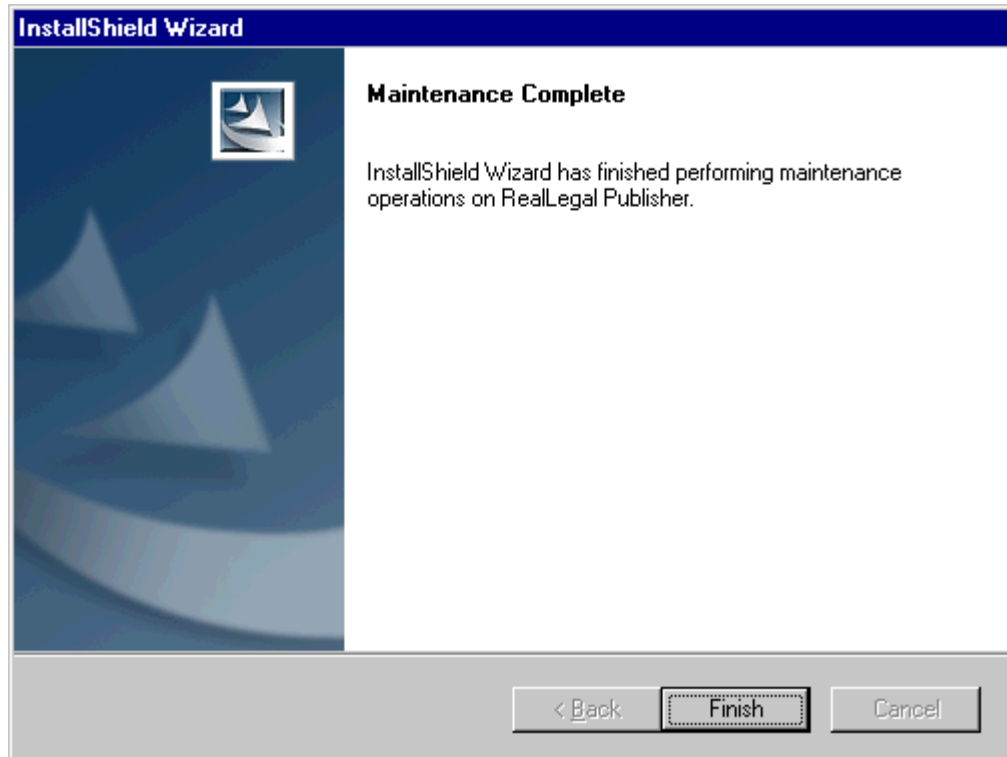 InstallShield Wizard
Maintenance Complete
InstallShield Wizard has finished performing maintenance
operations on RealLegal Publisher.
< Back
Finish
Cancel